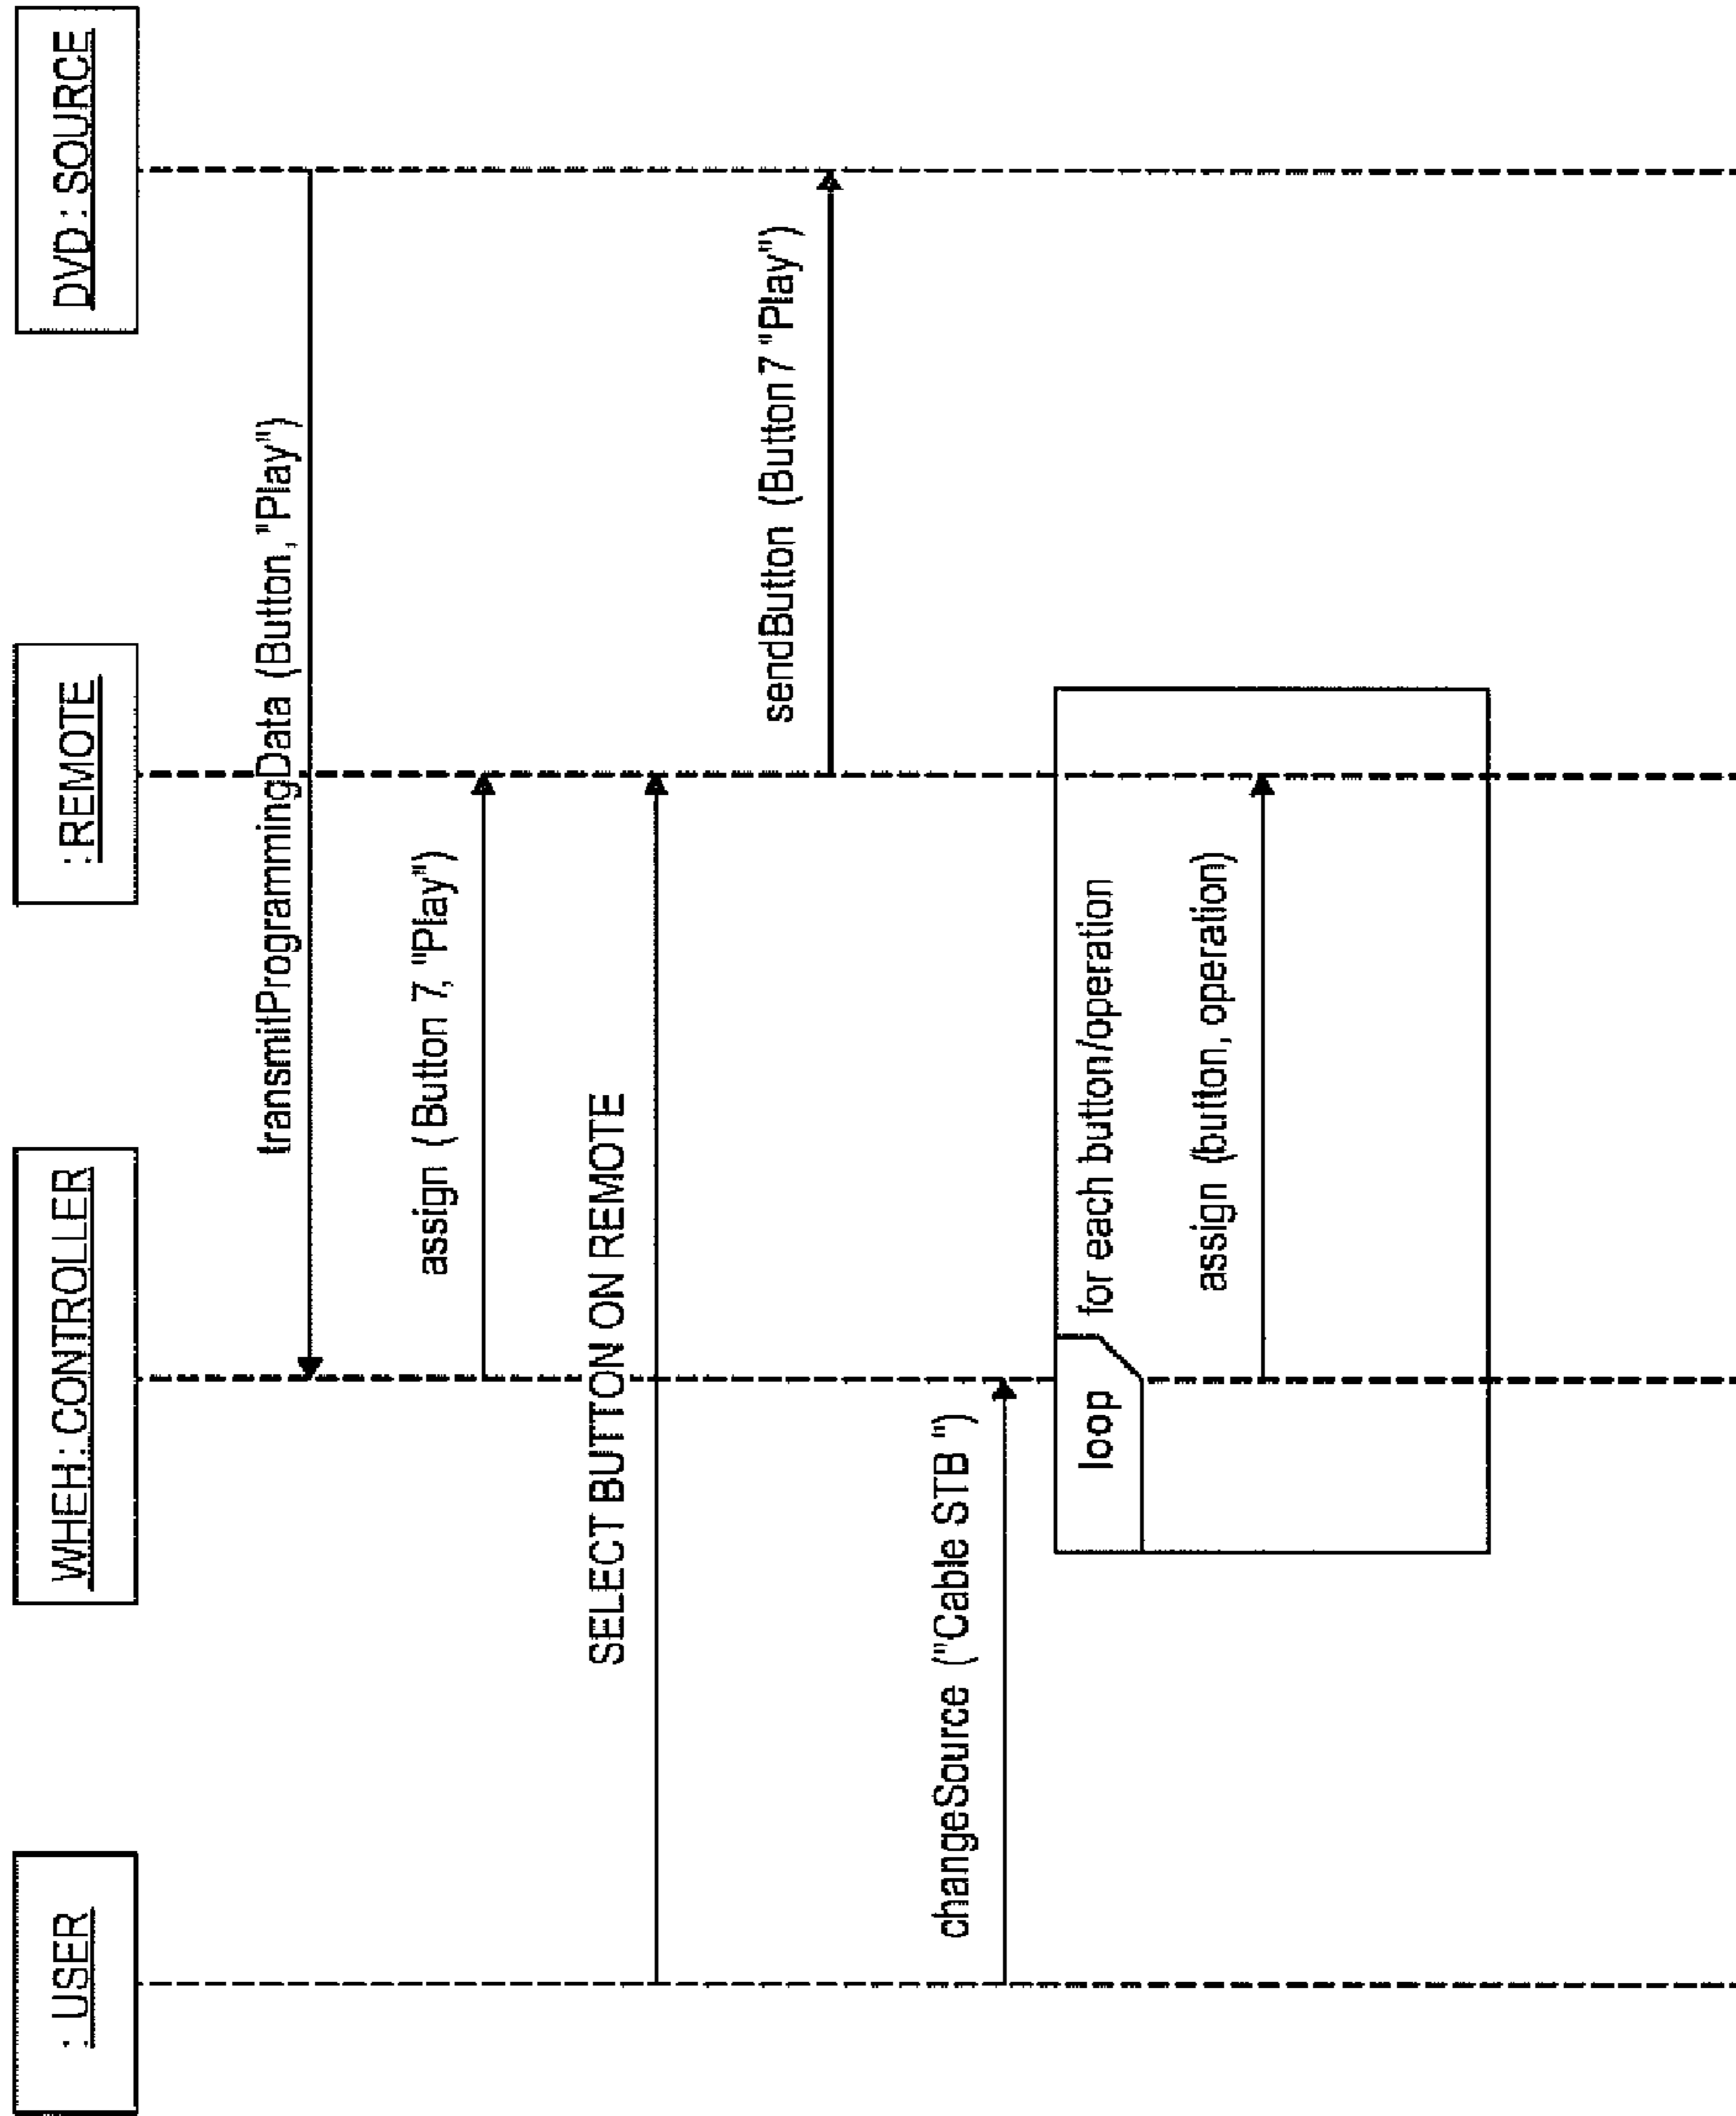 : USER
WHEH : CONTROLLER
: REMOTE
DVD : SOURCE
transmitProgrammingData (Button,"Play")
assign (Button 7, "Play")
SELECT BUTTON ON REMOTE
sendButton (Button 7 "Play")
changeSource ("Cable STB")
loop
for each button/operation
assign (button, operation)